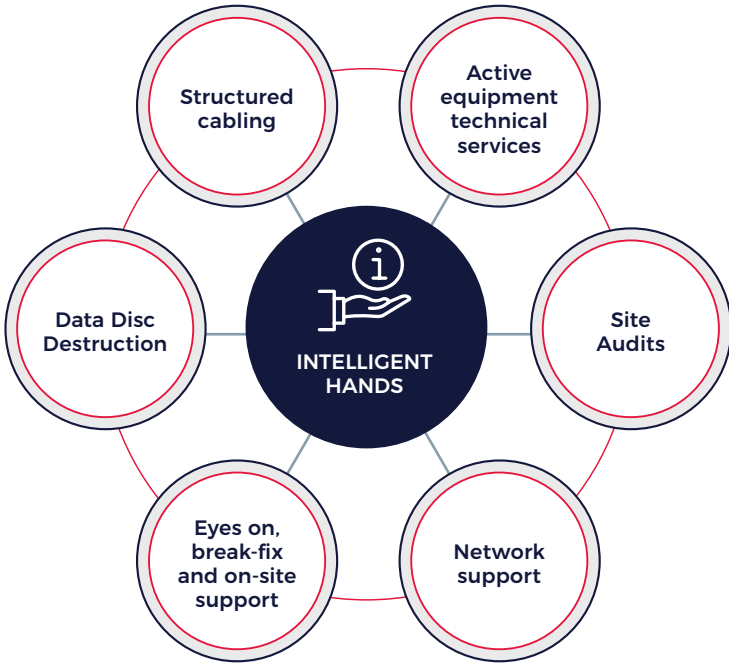 Structured
cabling
Active
equipment
technical
services
Data Disc
Destruction
INTELLIGENT
HANDS
Site
Audits
Eyes on,
break-fix
and on-site
support
Network
support